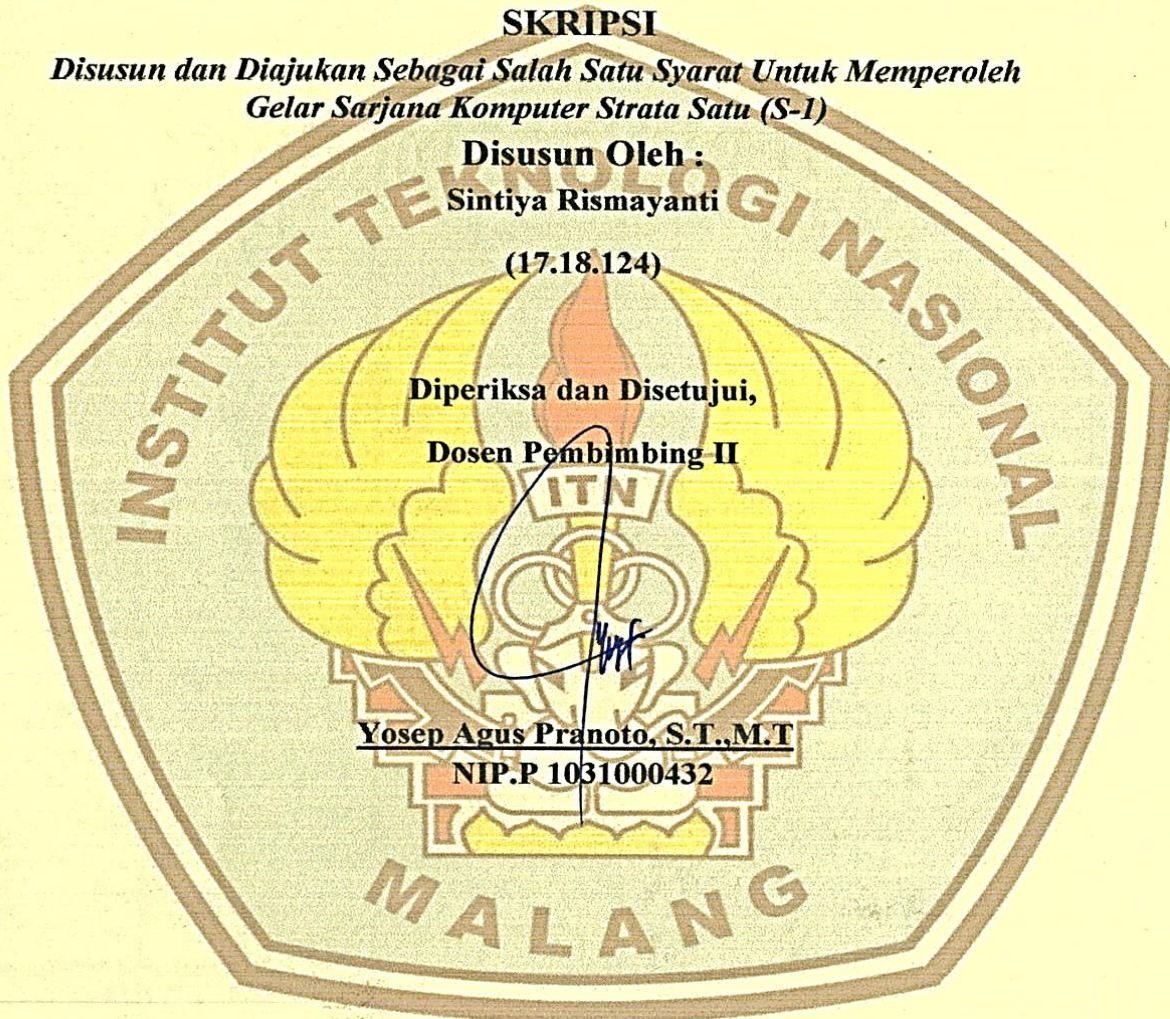 SKRIPSI
Disusun dan Diajukan Sebagai Salah Satu Syarat Untuk Memperoleh
Gelar Sarjana Komputer Strata Satu (S-1)
Disusun Oleh :
Sintiya Rismayanti
(17.18.124)
INSTITUT TEKNOLOGI NASIONAL
Diperiksa dan Disetujui,
Dosen Pembimbing II
ITN
Yosep Agus Pranoto, S.T.,M.T
NIP.P 1031000432
MALANG